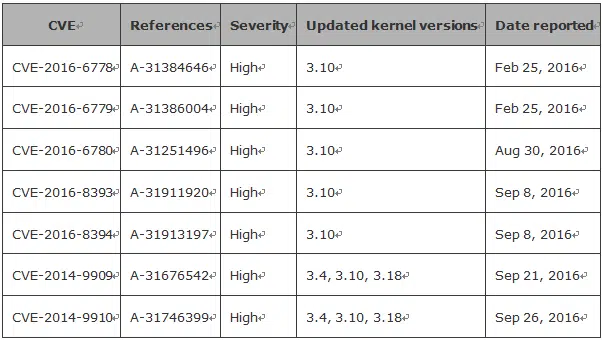 CVE References Severity Updated kernel versions Date reported
CVE-2016-6778 A-31384646 High 3.10 Feb 25, 2016
CVE-2016-6779 A-31386004 High 3.10 Feb 25, 2016
CVE-2016-6780 A-31251496 High 3.10 Aug 30, 2016
CVE-2016-8393 A-31911920 High 3.10 Sep 8, 2016
CVE-2016-8394 A-31913197 High 3.10 Sep 8, 2016
CVE-2014-9909 A-31676542 High 3.4, 3.10, 3.18 Sep 21, 2016
CVE-2014-9910 A-31746399 High 3.4, 3.10, 3.18 Sep 26, 2016